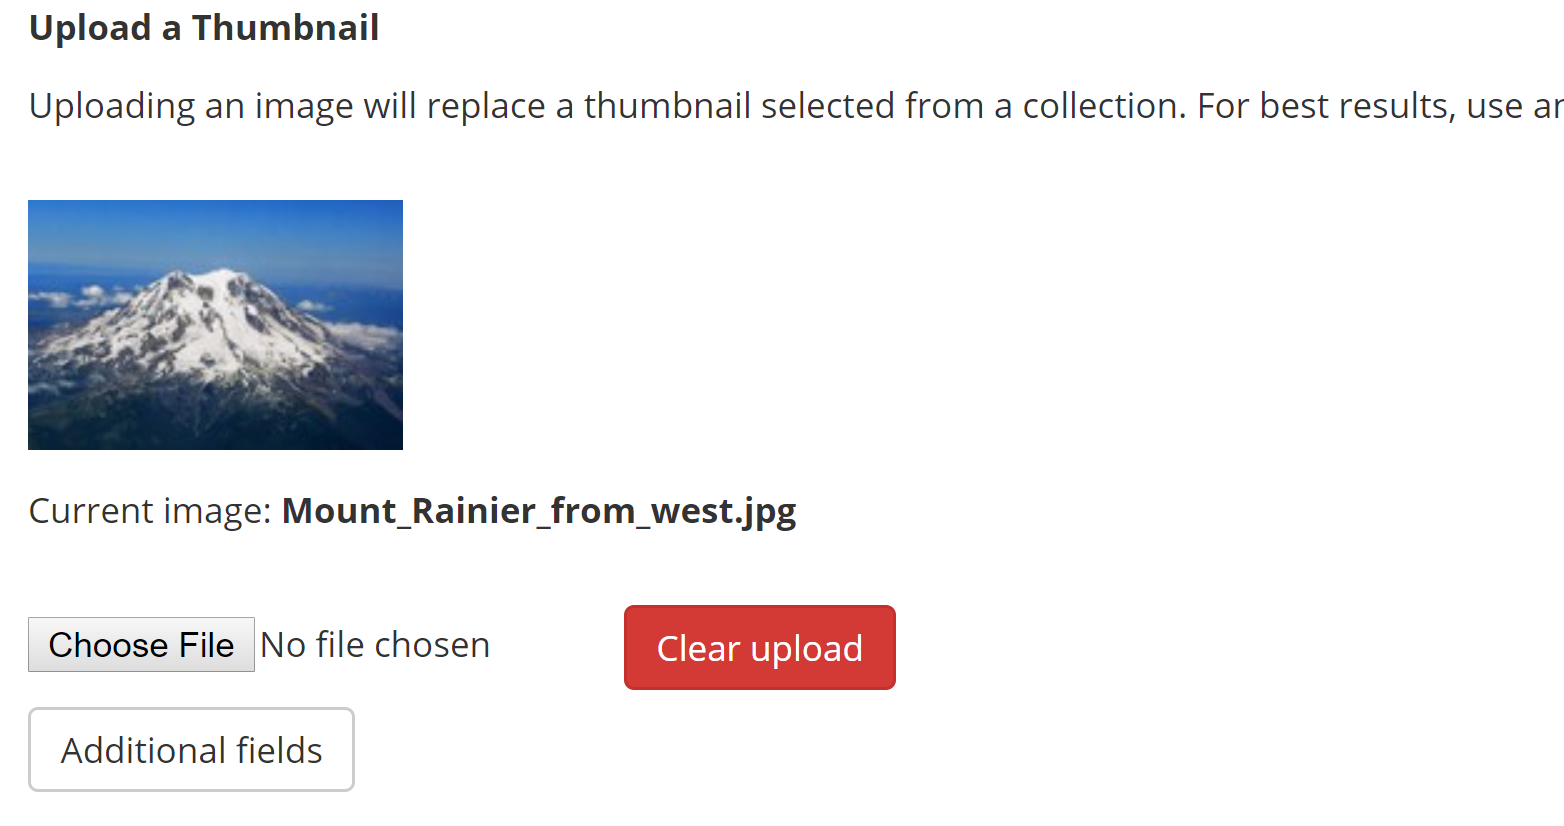 Upload a Thumbnail
Uploading an image will replace a thumbnail selected from a collection. For best results, use
Current image: Mount_Rainier_from_west.jpg
Choose File No file chosen
Clear upload
Additional fields